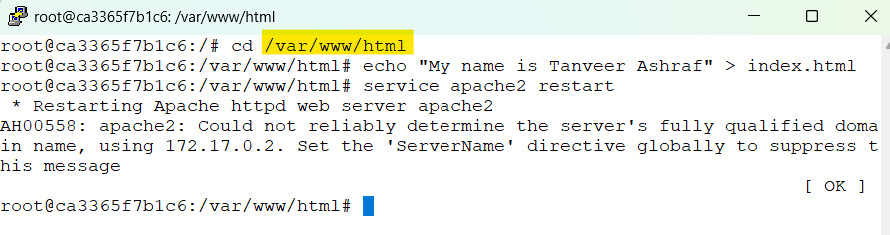 root@ca3365f7b1c6: /var/www/html
root@ca3365f7b1c6:/# cd /var/www/html
root@ca3365f7b1c6:/var/www/html# echo "My name is Tanveer Ashraf" > index.html
root@ca3365f7b1c6:/var/www/html# service apache2 restart
 * Restarting Apache httpd web server apache2
AH00558: apache2: Could not reliably determine the server's fully qualified doma
in name, using 172.17.0.2. Set the 'ServerName' directive globally to suppress t
his message
[ OK ]
root@ca3365f7b1c6:/var/www/html#